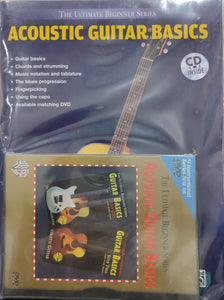 THE ULTIMATE BEGINNER SERIES
ACOUSTIC GUITAR BASICS
• Guitar basics
• Chords and strumming
• Music notation and tablature
• The blues progression
• Fingerpicking
• Using the capo
• Available matching DVD
CD
INSIDE
THE ULTIMATE BEGINNER SERIES
ACOUSTIC GUITAR BASICS
GUITAR
BASICS
GUITAR
BASICS
DVD